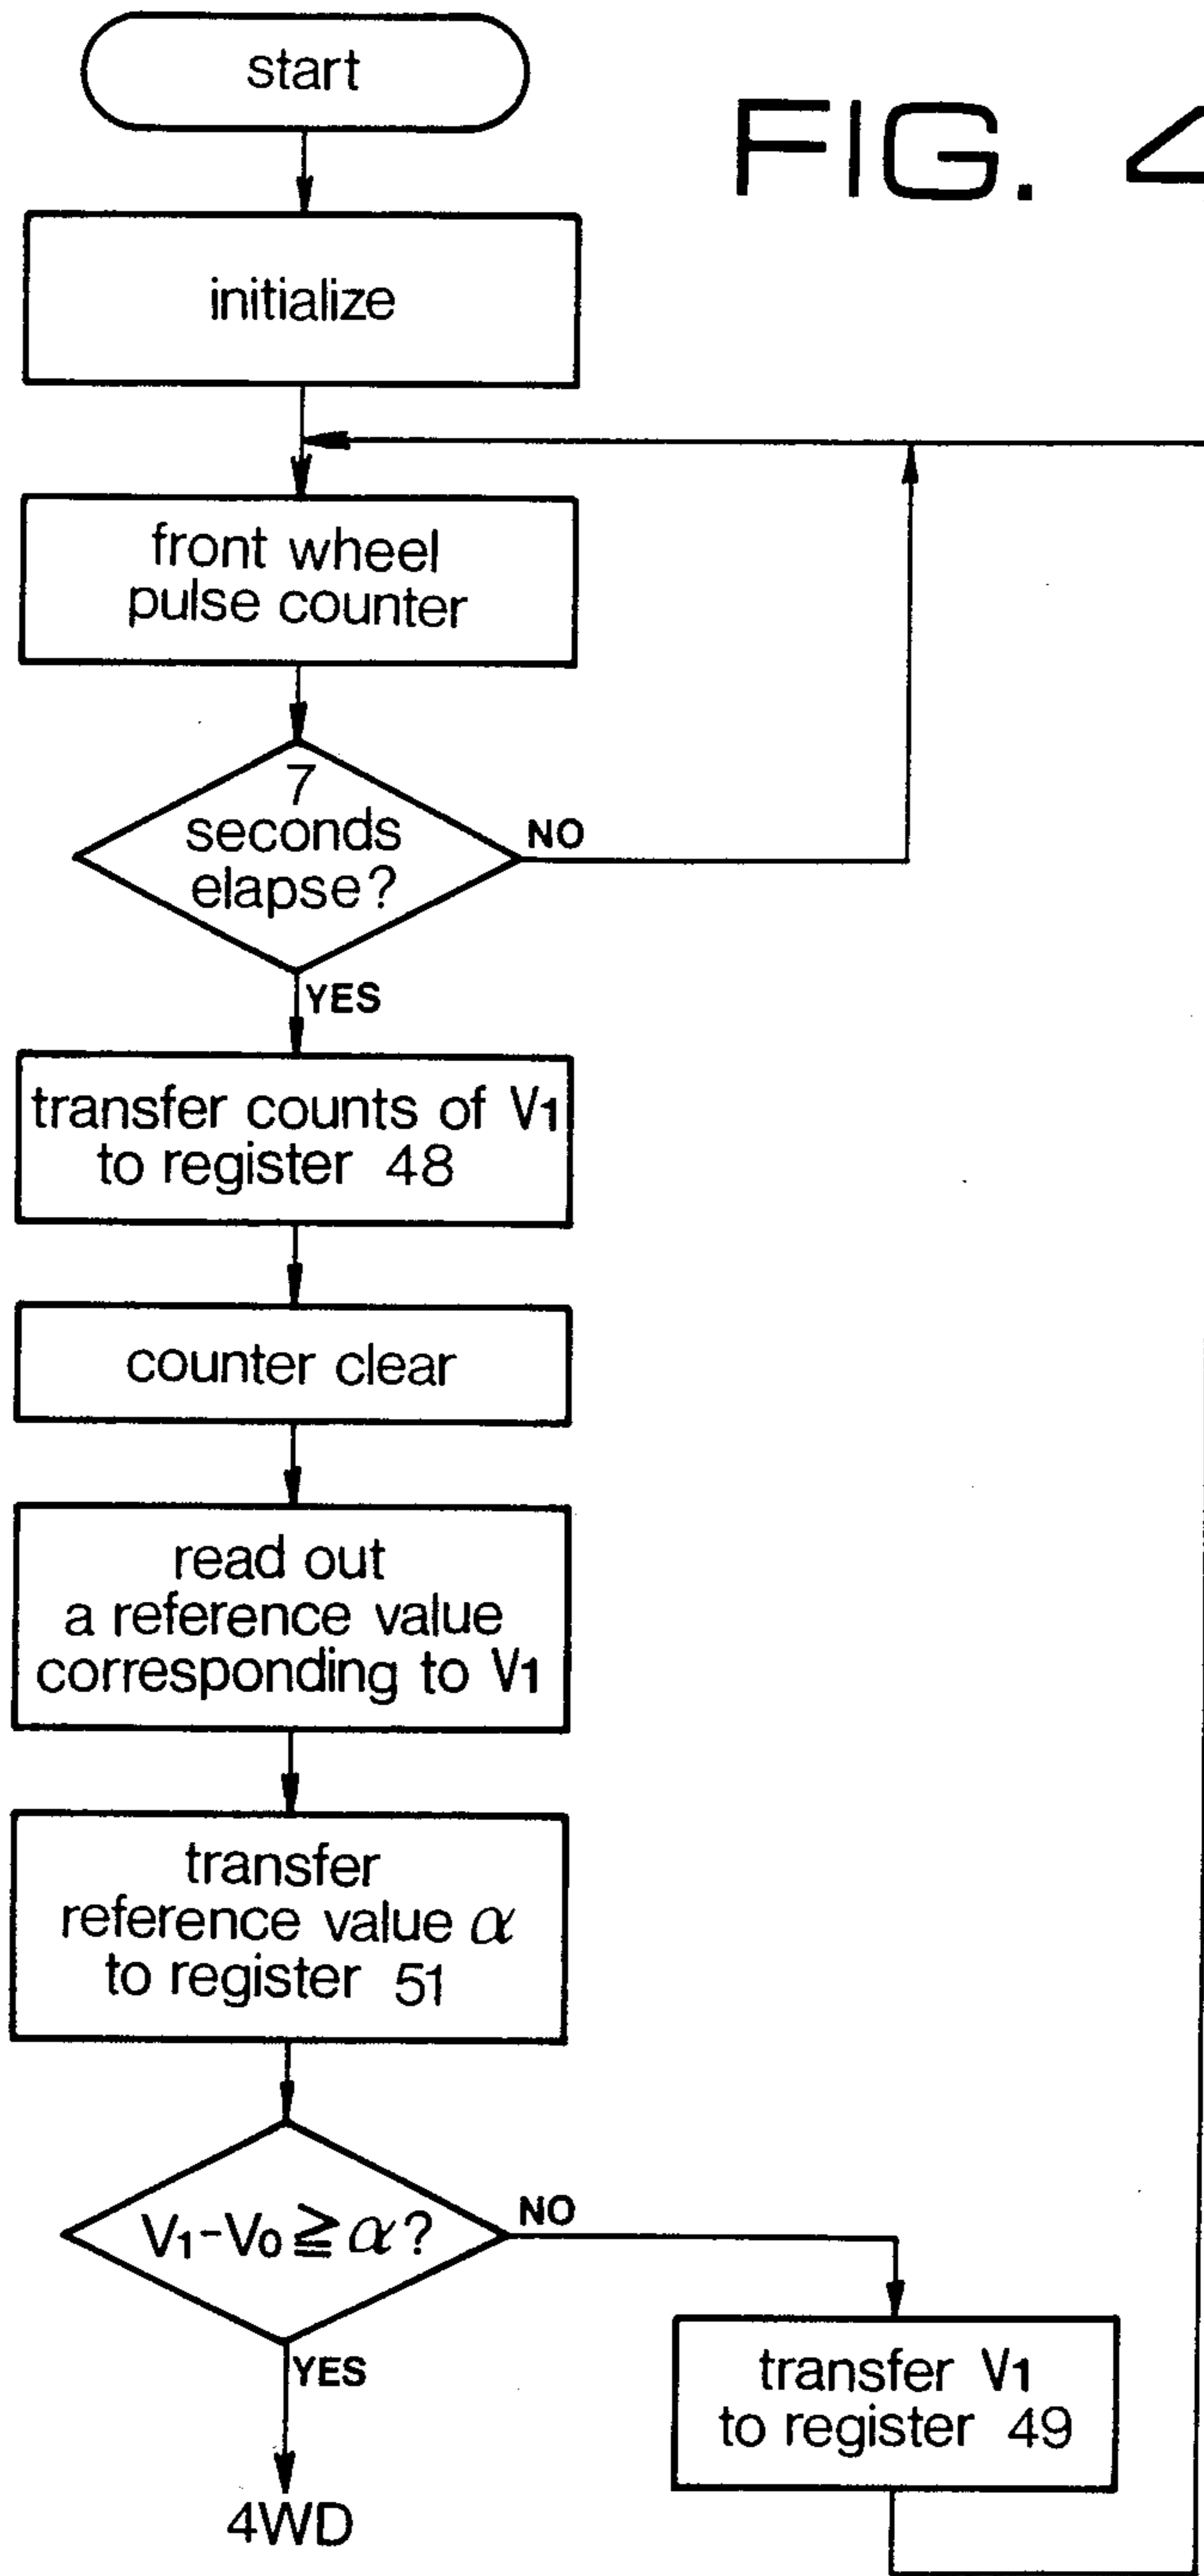 start
FIG. 4
initialize
front wheel
pulse counter
7
seconds
elapse?
NO
YES
transfer counts of V1
to register 48
counter clear
read out
a reference value
corresponding to V1
transfer
reference value α
to register 51
V1-V0 ≧ α?
NO
YES
transfer V1
to register 49
4WD